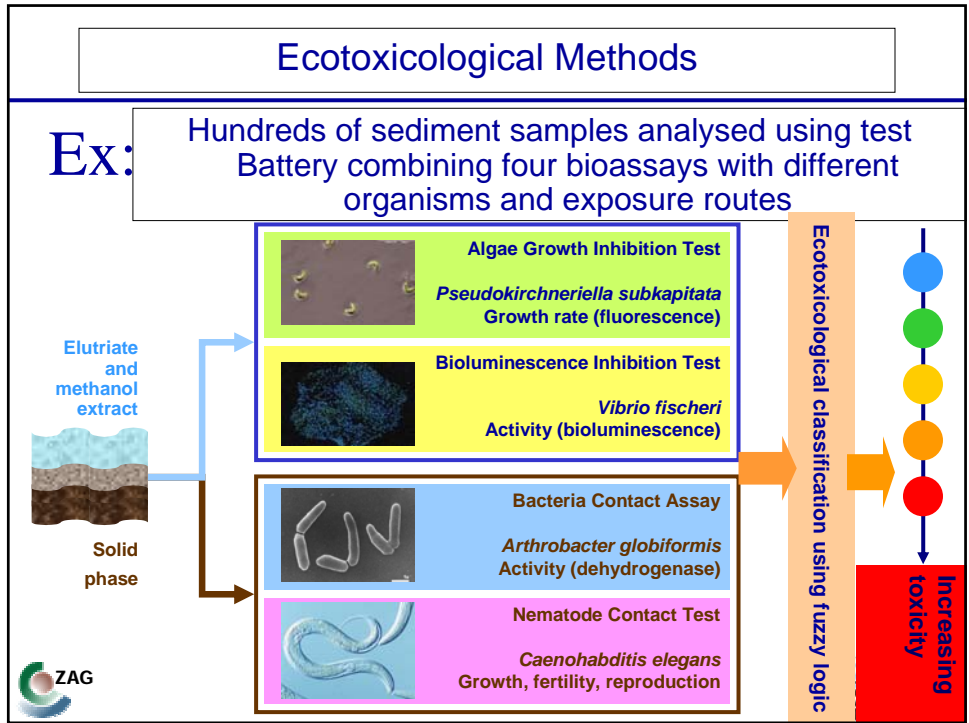 Ecotoxicological Methods
Ex:
Hundreds of sediment samples analysed using test
Battery combining four bioassays with different
organisms and exposure routes
Elutriate
and
methanol
extract
Solid
phase
Algae Growth Inhibition Test
Pseudokirchneriella subkapitata
Growth rate (fluorescence)
Bioluminescence Inhibition Test
Vibrio fischeri
Activity (bioluminescence)
Bacteria Contact Assay
Arthrobacter globiformis
Activity (dehydrogenase)
Nematode Contact Test
Caenohabditis elegans
Growth, fertility, reproduction
Ecotoxicological classification using fuzzy logic
Increasing
toxicity
ZAG